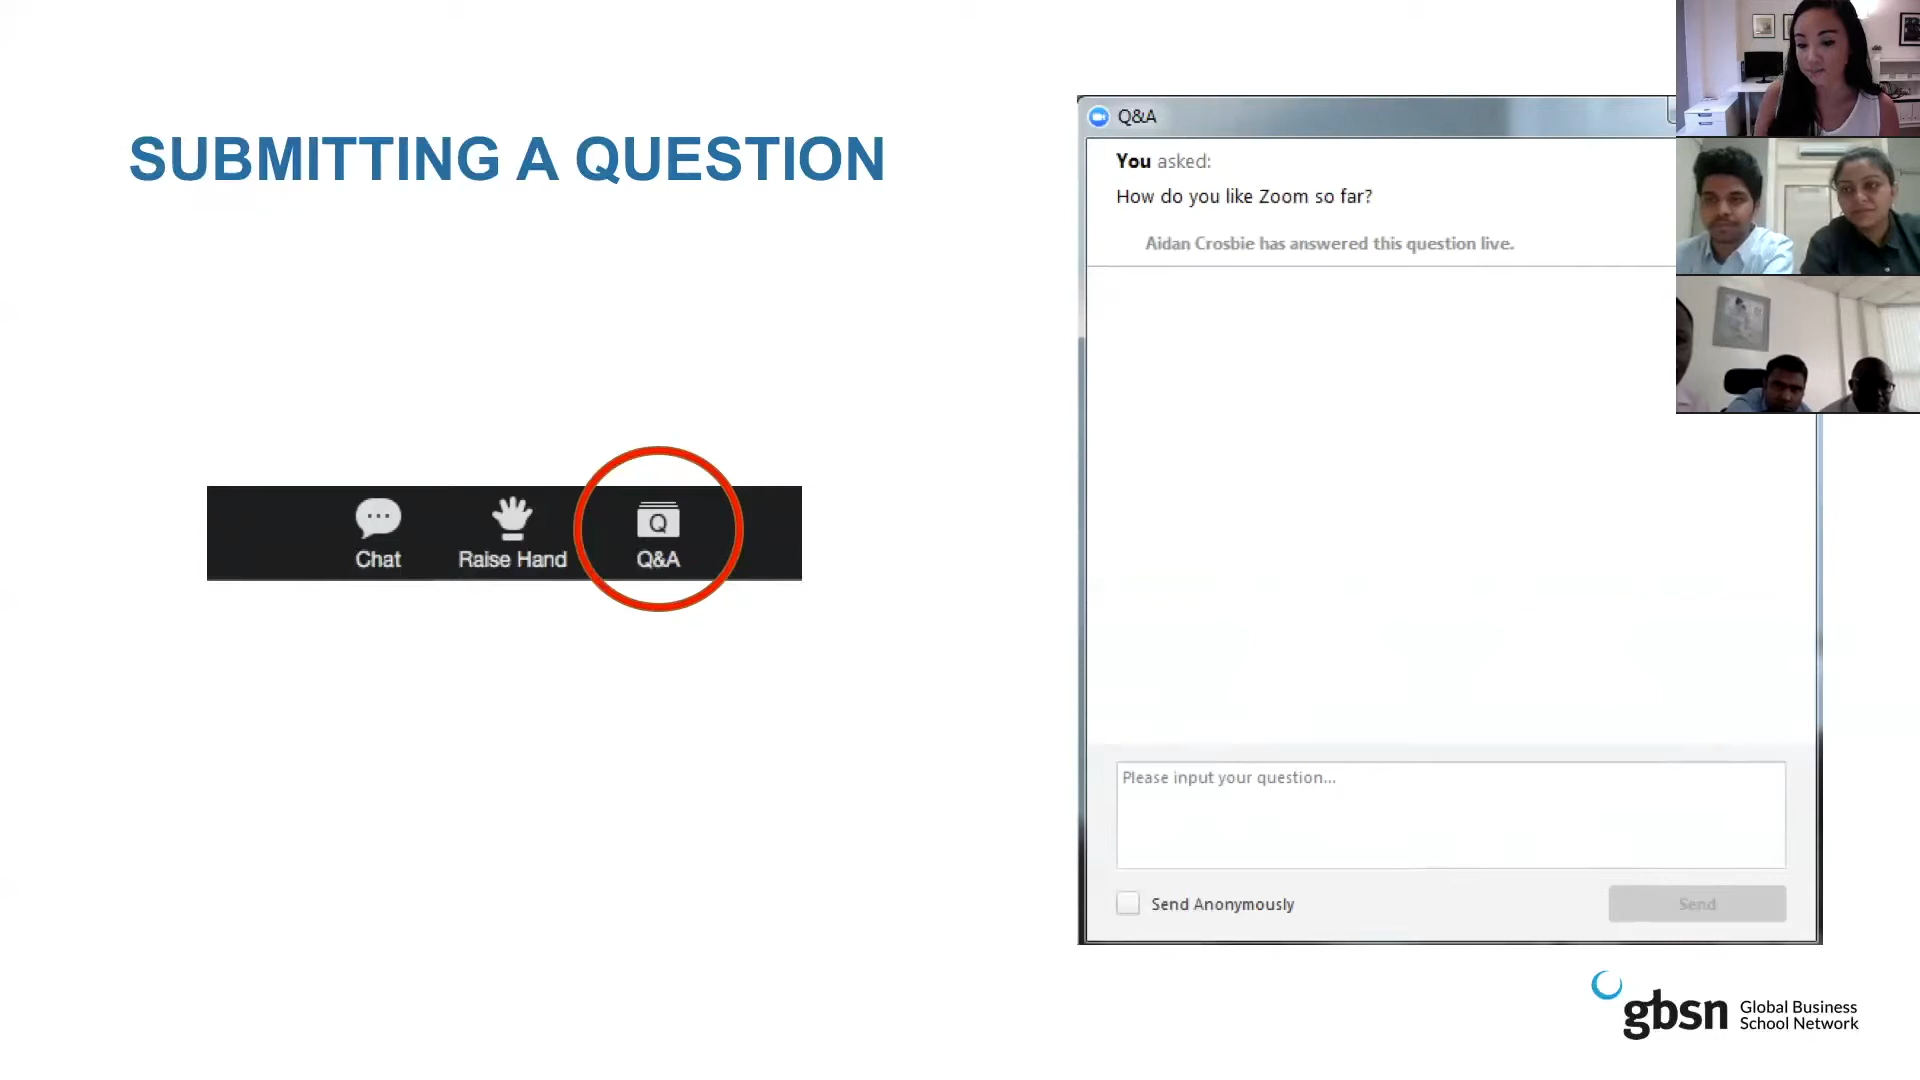 SUBMITTING A QUESTION
Chat
Raise Hand
Q
Q&A
Q&A
You asked:
How do you like Zoom so far?
Aidan Crosbie has answered this question live.
Please input your question...
Send Anonymously
Send
gbsn
Global Business
School Network